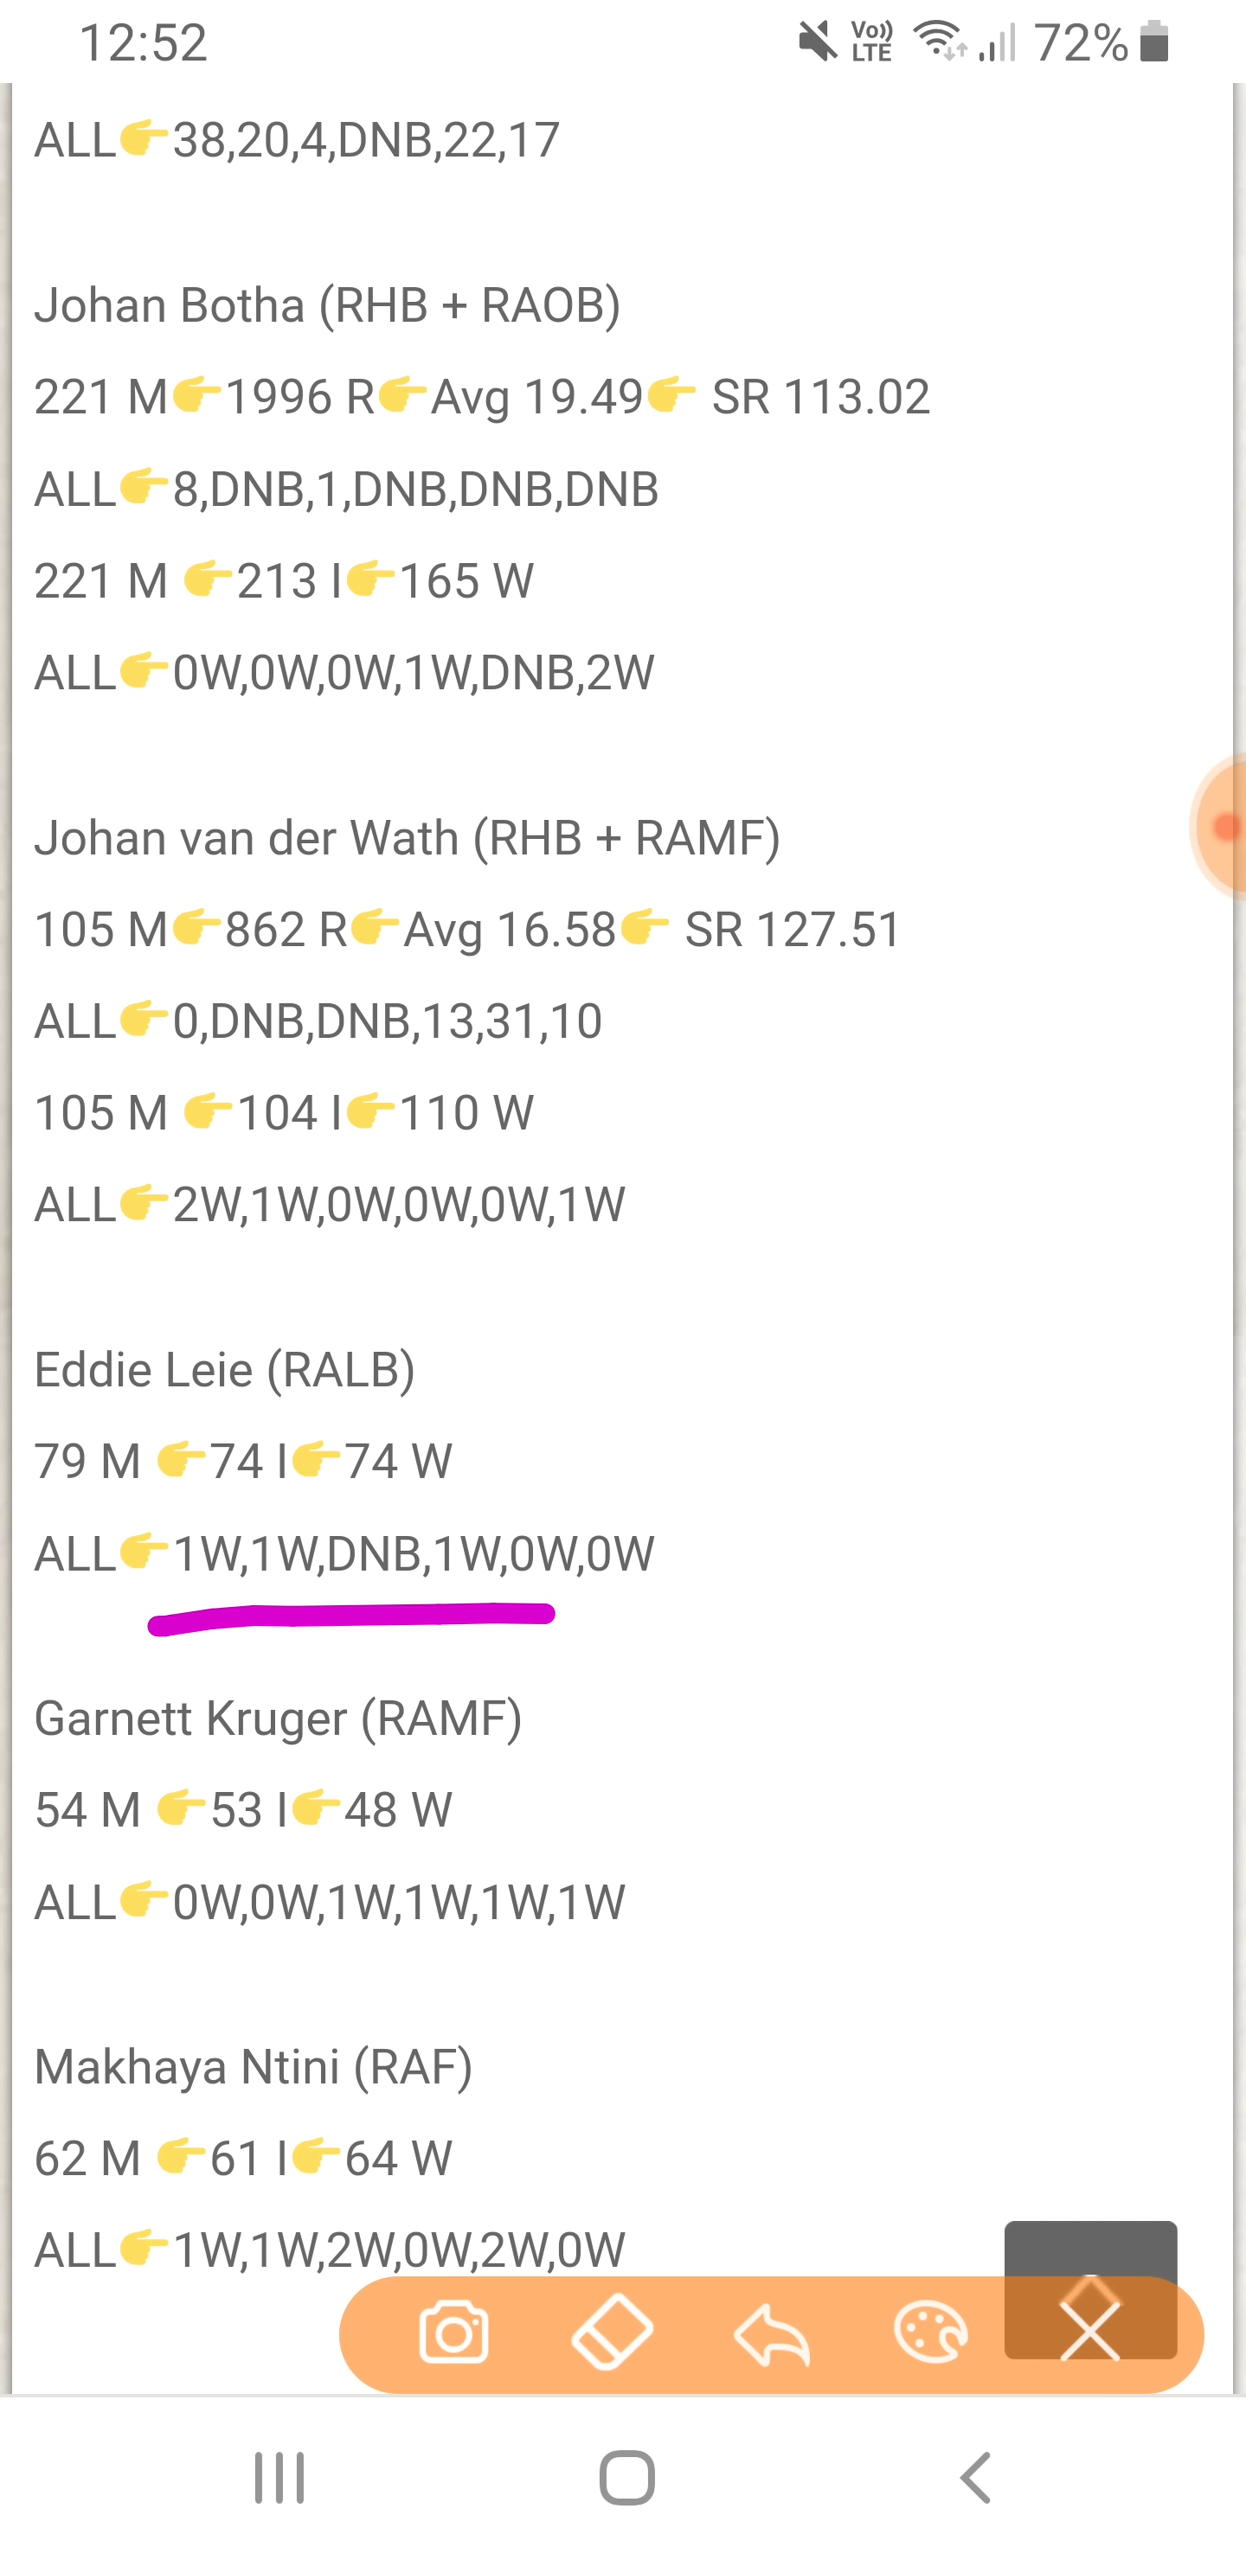 12:52
Vo)) LTE 72%
ALL👉38,20,4,DNB,22,17
Johan Botha (RHB + RAOB)
221 M👉1996 R👉Avg 19.49👉 SR 113.02
ALL👉8,DNB,1,DNB,DNB,DNB
221 M 👉213 I👉165 W
ALL👉0W,0W,0W,1W,DNB,2W
Johan van der Wath (RHB + RAMF)
105 M👉862 R👉Avg 16.58👉 SR 127.51
ALL👉0,DNB,DNB,13,31,10
105 M 👉104 I👉110 W
ALL👉2W,1W,0W,0W,0W,1W
Eddie Leie (RALB)
79 M 👉74 I👉74 W
ALL👉1W,1W,DNB,1W,0W,0W
Garnett Kruger (RAMF)
54 M 👉53 I👉48 W
ALL👉0W,0W,1W,1W,1W,1W
Makhaya Ntini (RAF)
62 M 👉61 I👉64 W
ALL👉1W,1W,2W,0W,2W,0W